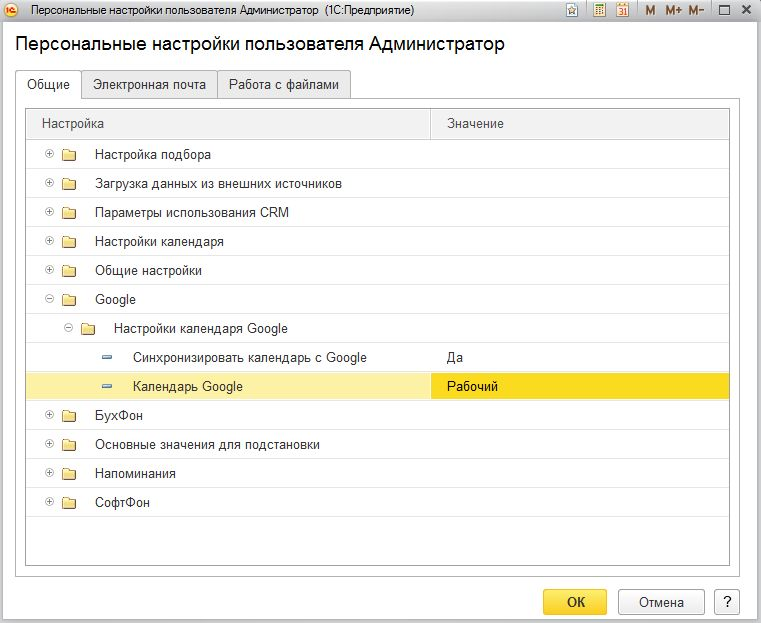 Персональные настройки пользователя Администратор (1С:Предприятие)
31 M M+ M-
Персональные настройки пользователя Администратор
Общие Электронная почта Работа с файлами
Настройка Значение
Настройка подбора
Загрузка данных из внешних источников
Параметры использования CRM
Настройки календаря
Общие настройки
Google
Настройки календаря Google
Синхронизировать календарь с Google Да
Календарь Google Рабочий
БухФон
Основные значения для подстановки
Напоминания
СофтФон
ОК Отмена ?